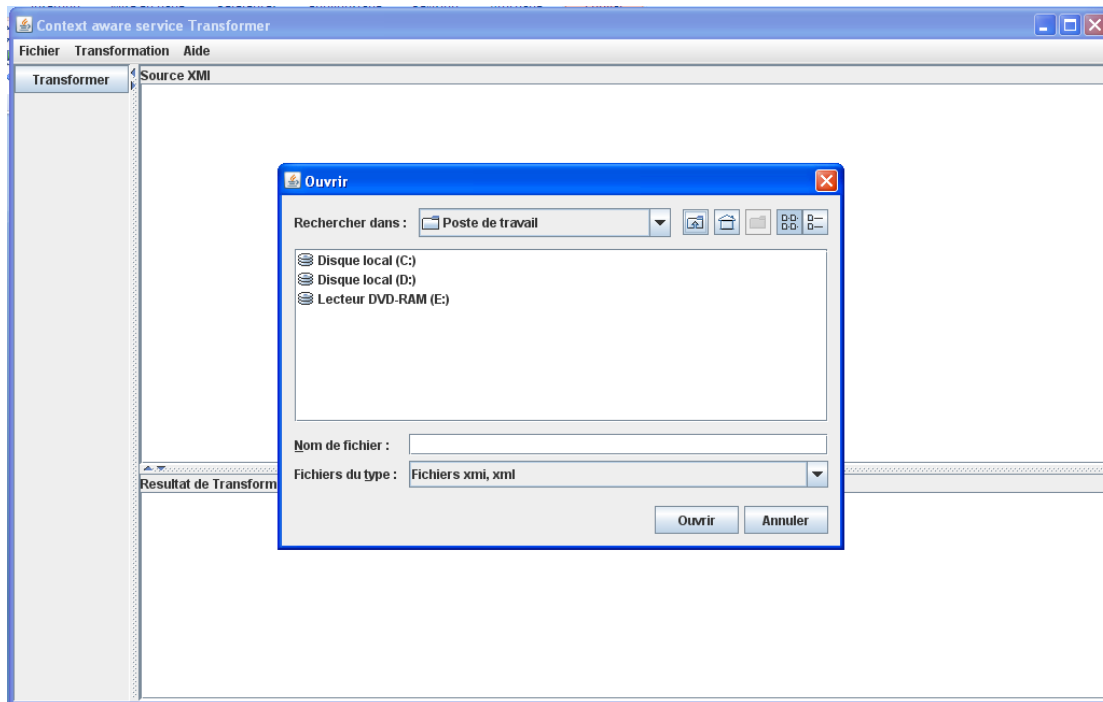 Context aware service Transformer
Fichier Transformation Aide
Transformer
Source XMI
Ouvrir
Rechercher dans :
Poste de travail
Disque local (C:)
Disque local (D:)
Lecteur DVD-RAM (E:)
Nom de fichier :
Fichiers du type :
Fichiers xmi, xml
Ouvrir
Annuler
Resultat de Transform